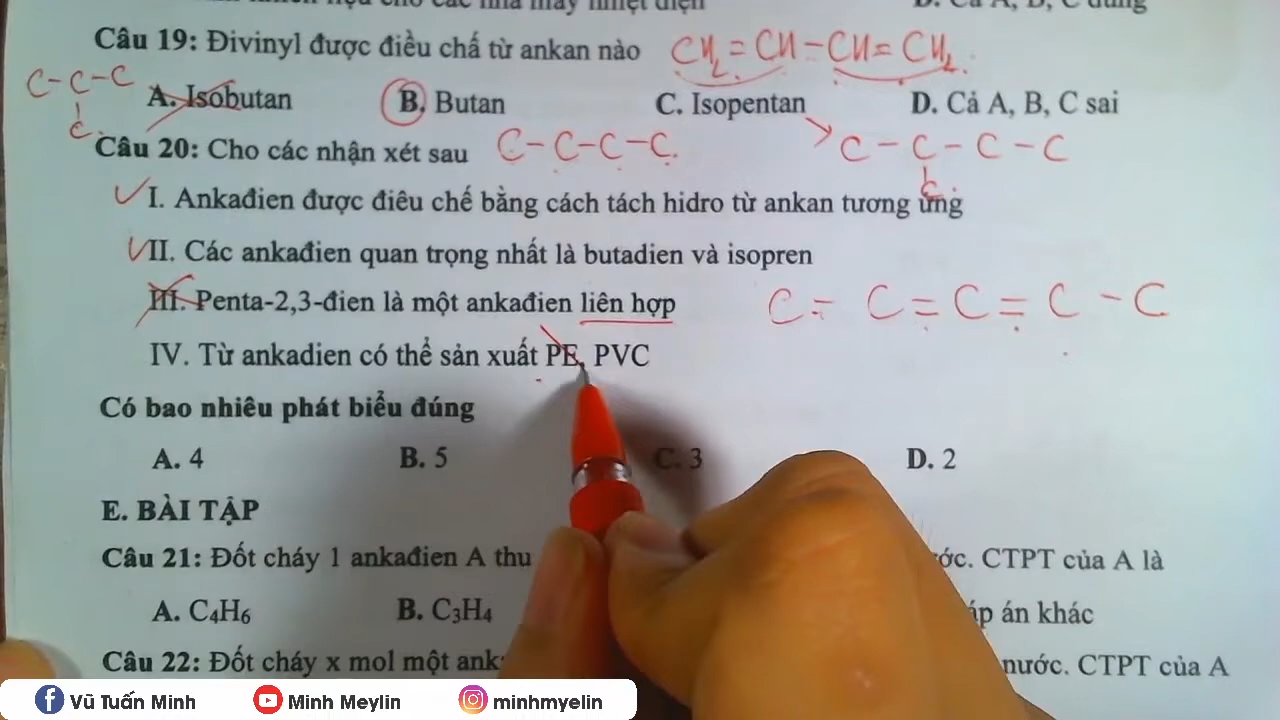 Câu 19: Đivinyl được điều chấ từ ankan nào CH2=CH-CH=CH2
C-C-C
C
A. Isobutan B. Butan C. Isopentan D. Cả A, B, C sai
Câu 20: Cho các nhận xét sau C-C-C-C C-C-C-C
C
I. Ankađien được điêu chế bằng cách tách hidro từ ankan tương ứng
II. Các ankađien quan trọng nhất là butadien và isopren
III. Penta-2,3-đien là một ankađien liên hợp C= C=C=C-C
IV. Từ ankadien có thể sản xuất PE, PVC
Có bao nhiêu phát biểu đúng
A. 4 B. 5 C. 3 D. 2
E. BÀI TẬP
Câu 21: Đốt cháy 1 ankađien A thu ớc. CTPT của A là
A. C4H6 B. C3H4 áp án khác
Câu 22: Đốt cháy x mol một ank nước. CTPT của A
Vũ Tuấn Minh Minh Meylin minhmyelin